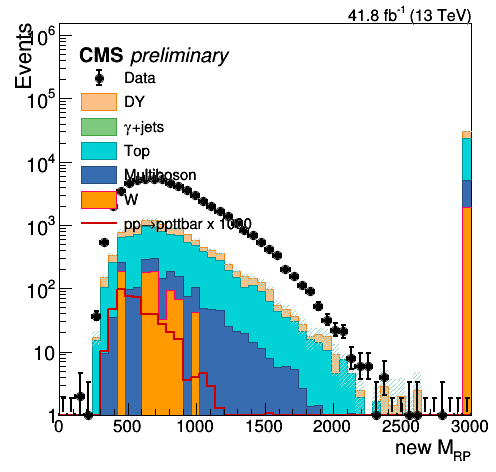 41.8 fb⁻¹ (13 TeV)
Events
CMS preliminary
Data
DY
γ+jets
Top
Multiboson
W
pp→ppttbar x 1000
10⁶
10⁵
10⁴
10³
10²
10
1
0 500 1000 1500 2000 2500 3000
new M_RP